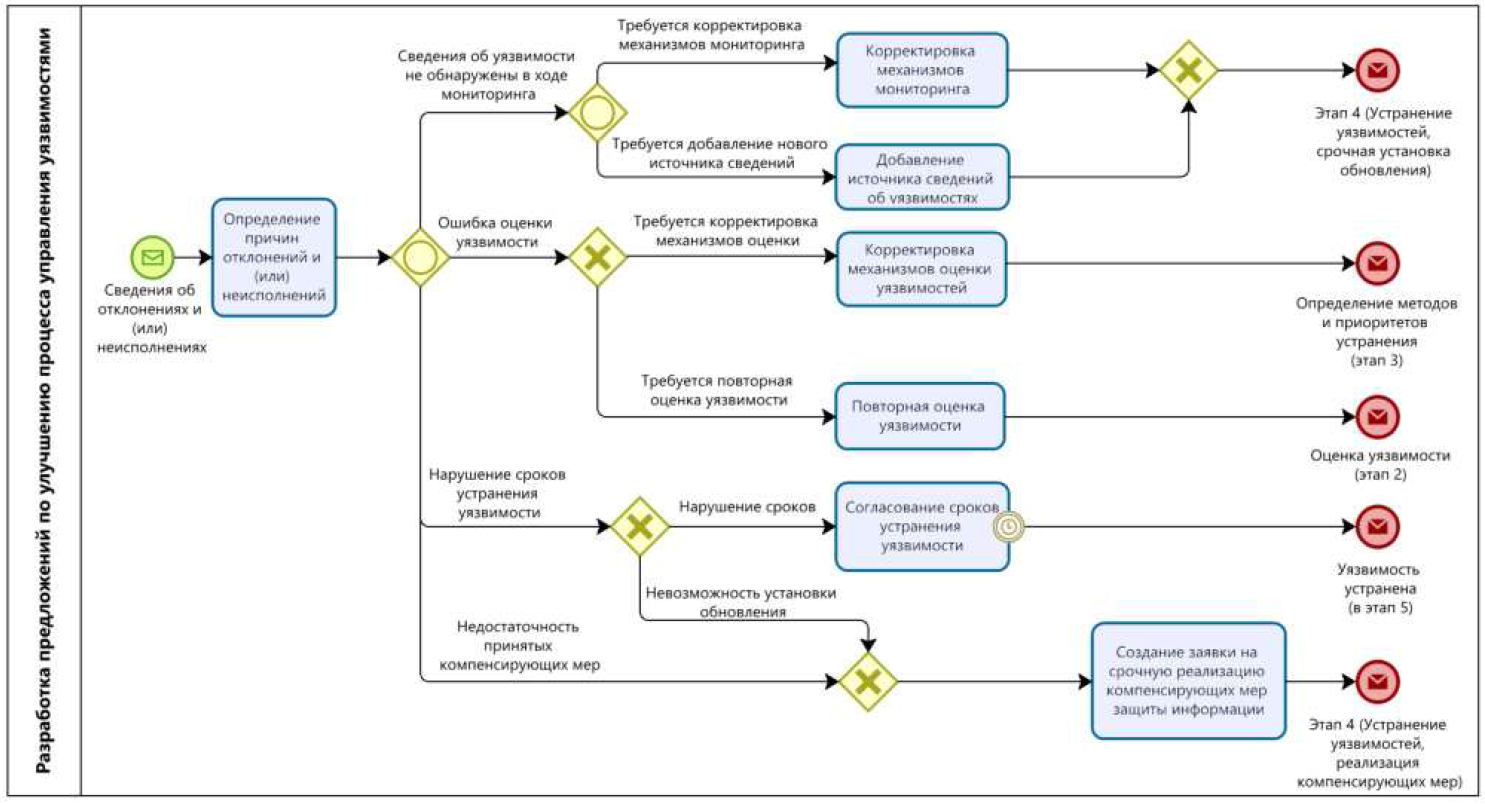 Разработка предложений по улучшению процесса управления уязвимостями
Сведения об
отклонениях и
(или)
неисполнениях
Определение
причин
отклонений и
(или)
неисполнений
Сведения об уязвимости
не обнаружены в ходе
мониторинга
Требуется корректировка
механизмов мониторинга
Корректировка
механизмов
мониторинга
Этап 4 (Устранение
уязвимостей,
срочная установка
обновления)
Требуется добавление нового
источника сведений
Добавление
источника сведений
об уязвимостях
Ошибка оценки
уязвимости
Требуется корректировка
механизмов оценки
Корректировка
механизмов оценки
уязвимостей
Определение методов
и приоритетов
устранения
(этап 3)
Требуется повторная
оценка уязвимости
Повторная оценка
уязвимости
Оценка уязвимости
(этап 2)
Нарушение сроков
устранения
уязвимости
Нарушение сроков
Согласование сроков
устранения
уязвимости
Уязвимость
устранена
(в этап 5)
Невозможность установки
обновления
Недостаточность
принятых
компенсирующих мер
Создание заявки на
срочную реализацию
компенсирующих мер
защиты информации
Этап 4 (Устранение
уязвимостей,
реализация
компенсирующих мер)